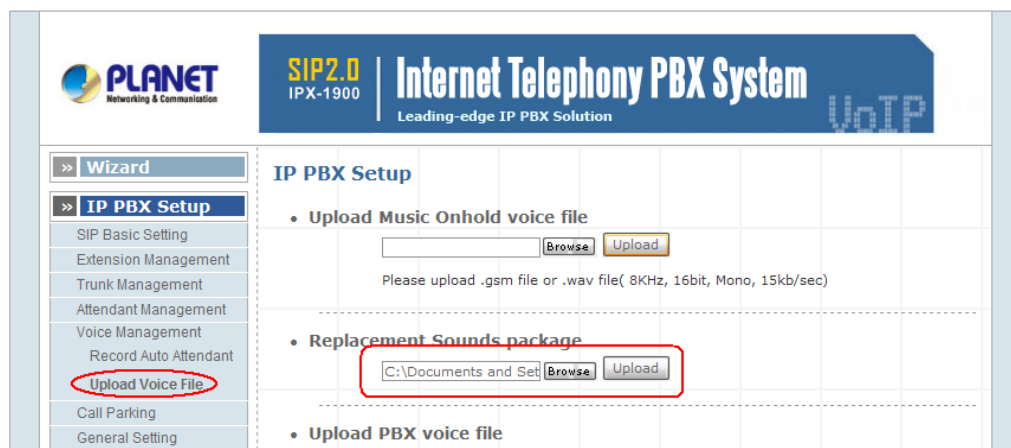 PLANET
Networking & Communication
SIP2.0
IPX-1900
Internet Telephony PBX System
Leading-edge IP PBX Solution
VoIP
» Wizard
» IP PBX Setup
SIP Basic Setting
Extension Management
Trunk Management
Attendant Management
Voice Management
Record Auto Attendant
Upload Voice File
Call Parking
General Setting
IP PBX Setup
• Upload Music Onhold voice file
Browse Upload
Please upload .gsm file or .wav file( 8KHz, 16bit, Mono, 15kb/sec)
• Replacement Sounds package
C:\Documents and Set Browse Upload
• Upload PBX voice file